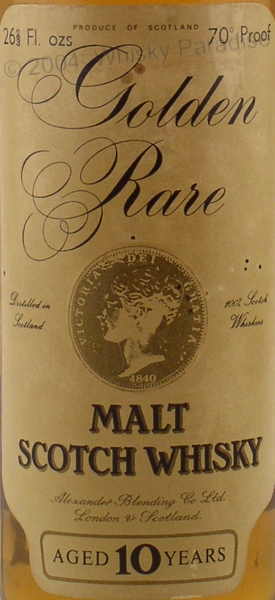 PRODUCE OF SCOTLAND
26⅔ Fl. ozs 70° Proof
© 2004, Whisky Paradise
Golden
Rare
VICTORIA DEI GRATIA
1840
Distilled in
Scotland
100% Scotch
Whiskies
MALT
SCOTCH WHISKY
Alexander Blending Co. Ltd.
London & Scotland.
AGED 10 YEARS